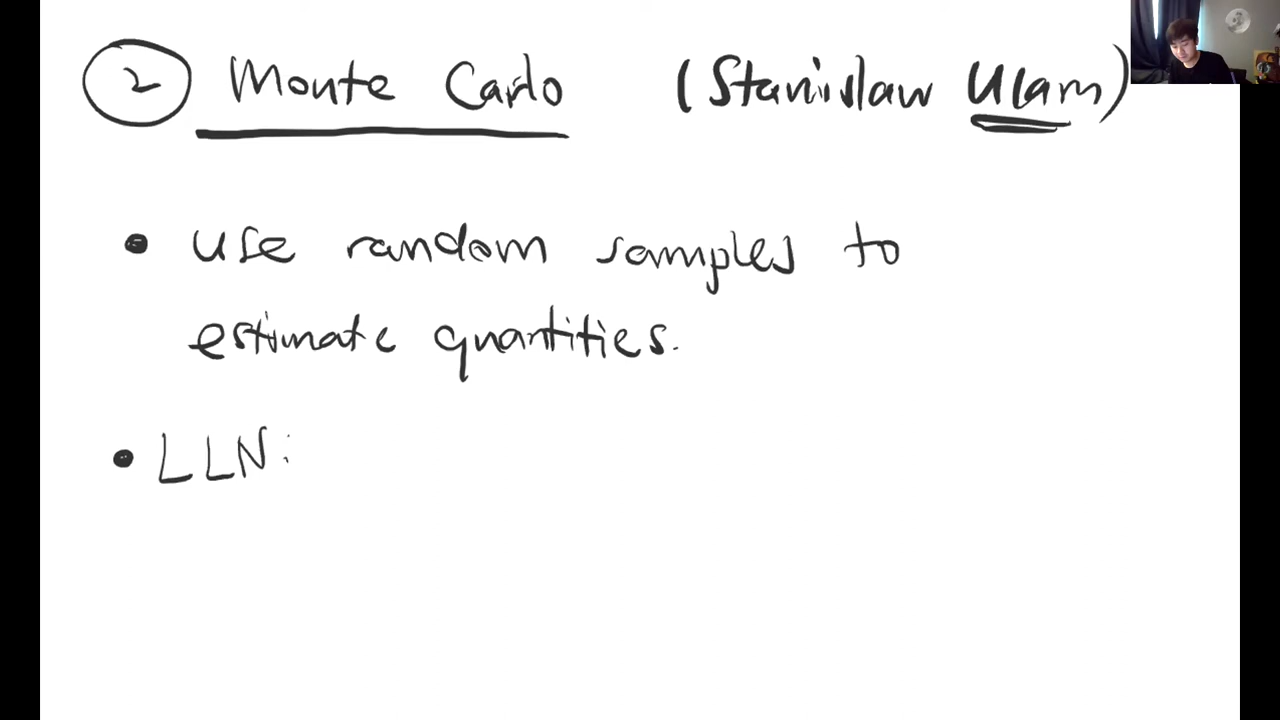 ② Monte Carlo (Stanislaw Ulam)
• use random samples to
estimate quantities.
• LLN: